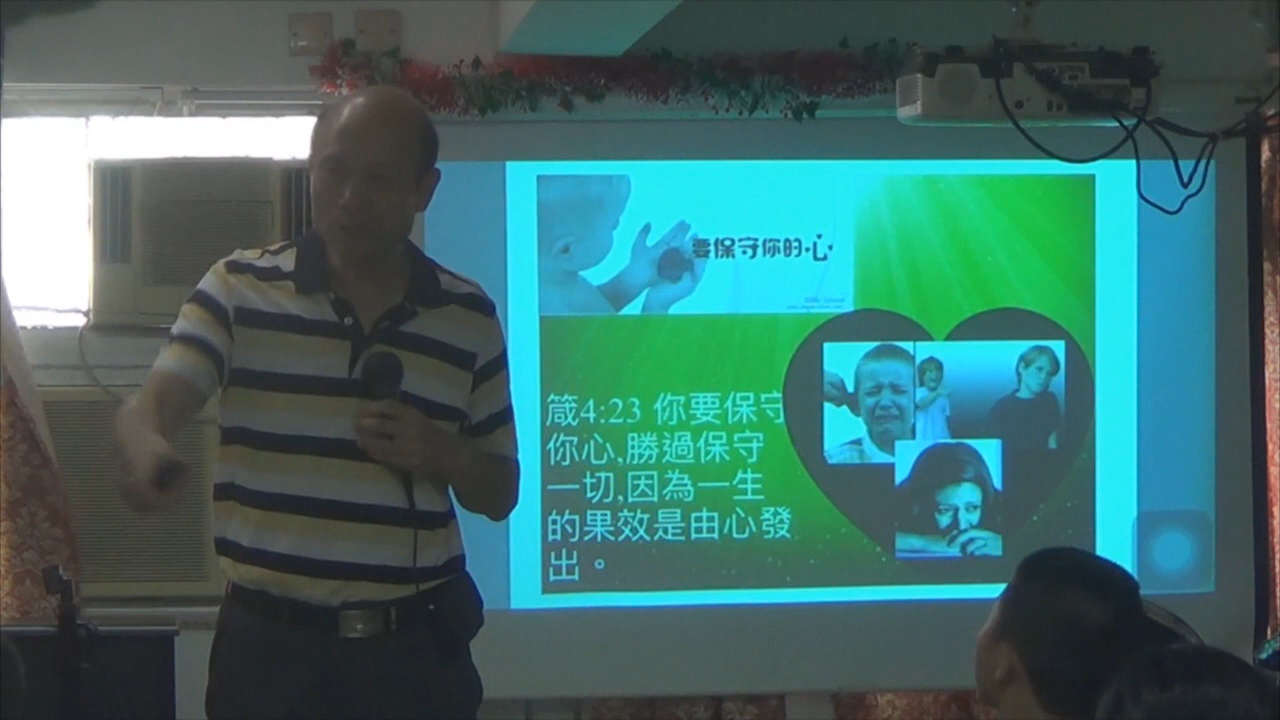 要保守你的心
箴4:23 你要保守
你心,勝過保守
一切,因為一生
的果效是由心發
出。